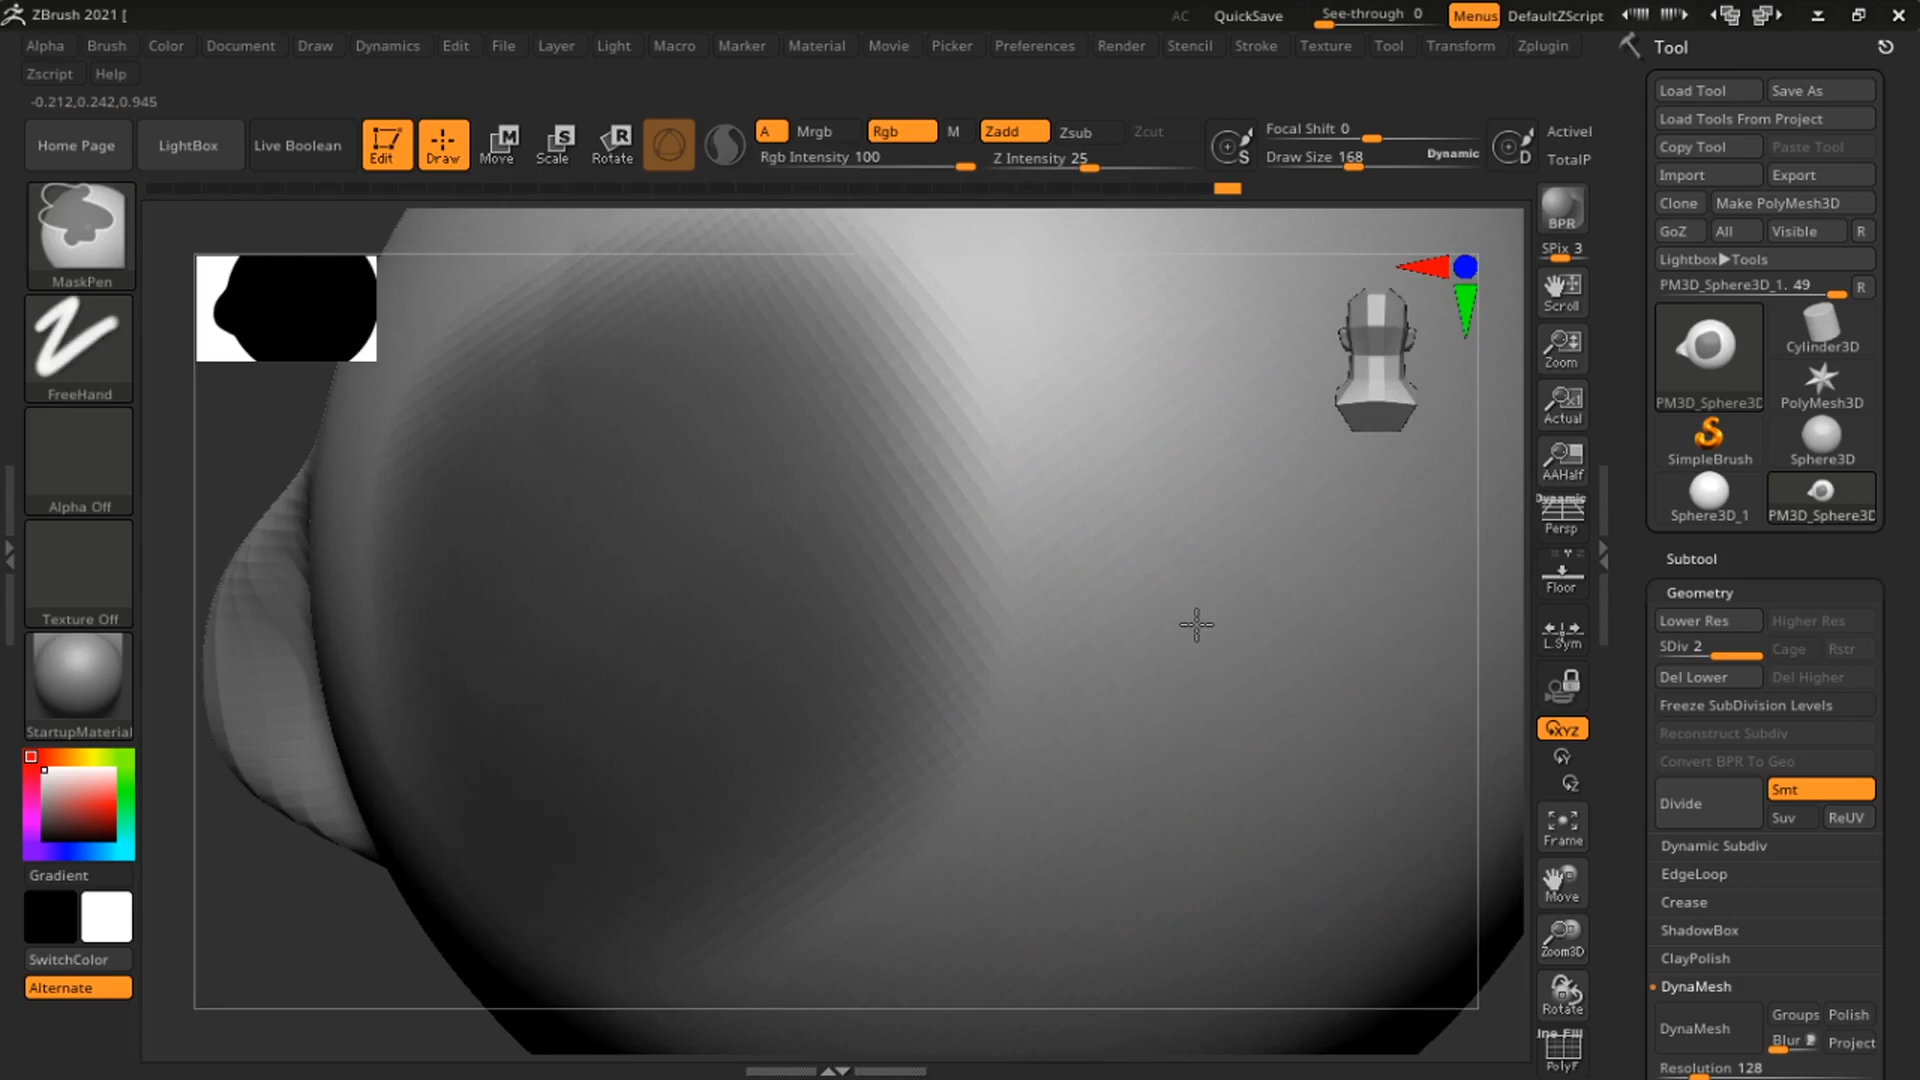 ZBrush 2021 [
AC QuickSave See-through 0 Menus DefaultZScript
Alpha Brush Color Document Draw Dynamics Edit File Layer Light Macro Marker Material Movie Picker Preferences Render Stencil Stroke Texture Tool Transform Zplugin
Zscript Help
-0.212,0.242,0.945
Home Page LightBox Live Boolean Edit Draw Move Scale Rotate
M S R
A Mrgb Rgb M Zadd Zsub Zcut
Rgb Intensity 100 Z Intensity 25
S Focal Shift 0
Draw Size 168 Dynamic
D Activel
TotalP
MaskPen
FreeHand
Alpha Off
Texture Off
StartupMaterial
Gradient
SwitchColor
Alternate
BPR
SPix 3
Scroll
Zoom
Actual
AAHalf
Dynamic
Persp
Floor
L.Sym
XYZ
Frame
Move
Zoom3D
Rotate
PolyF
Tool
Load Tool Save As
Load Tools From Project
Copy Tool Paste Tool
Import Export
Clone Make PolyMesh3D
GoZ All Visible R
Lightbox▶Tools
PM3D_Sphere3D_1. 49 R
PM3D_Sphere3D Cylinder3D
PolyMesh3D
SimpleBrush Sphere3D
Sphere3D_1 PM3D_Sphere3D
Subtool
Geometry
Lower Res Higher Res
SDiv 2 Cage Rstr
Del Lower Del Higher
Freeze SubDivision Levels
Reconstruct Subdiv
Convert BPR To Geo
Divide Smt
Suv ReUV
Dynamic Subdiv
EdgeLoop
Crease
ShadowBox
ClayPolish
DynaMesh
DynaMesh Groups Polish
Blur Project
Resolution 128